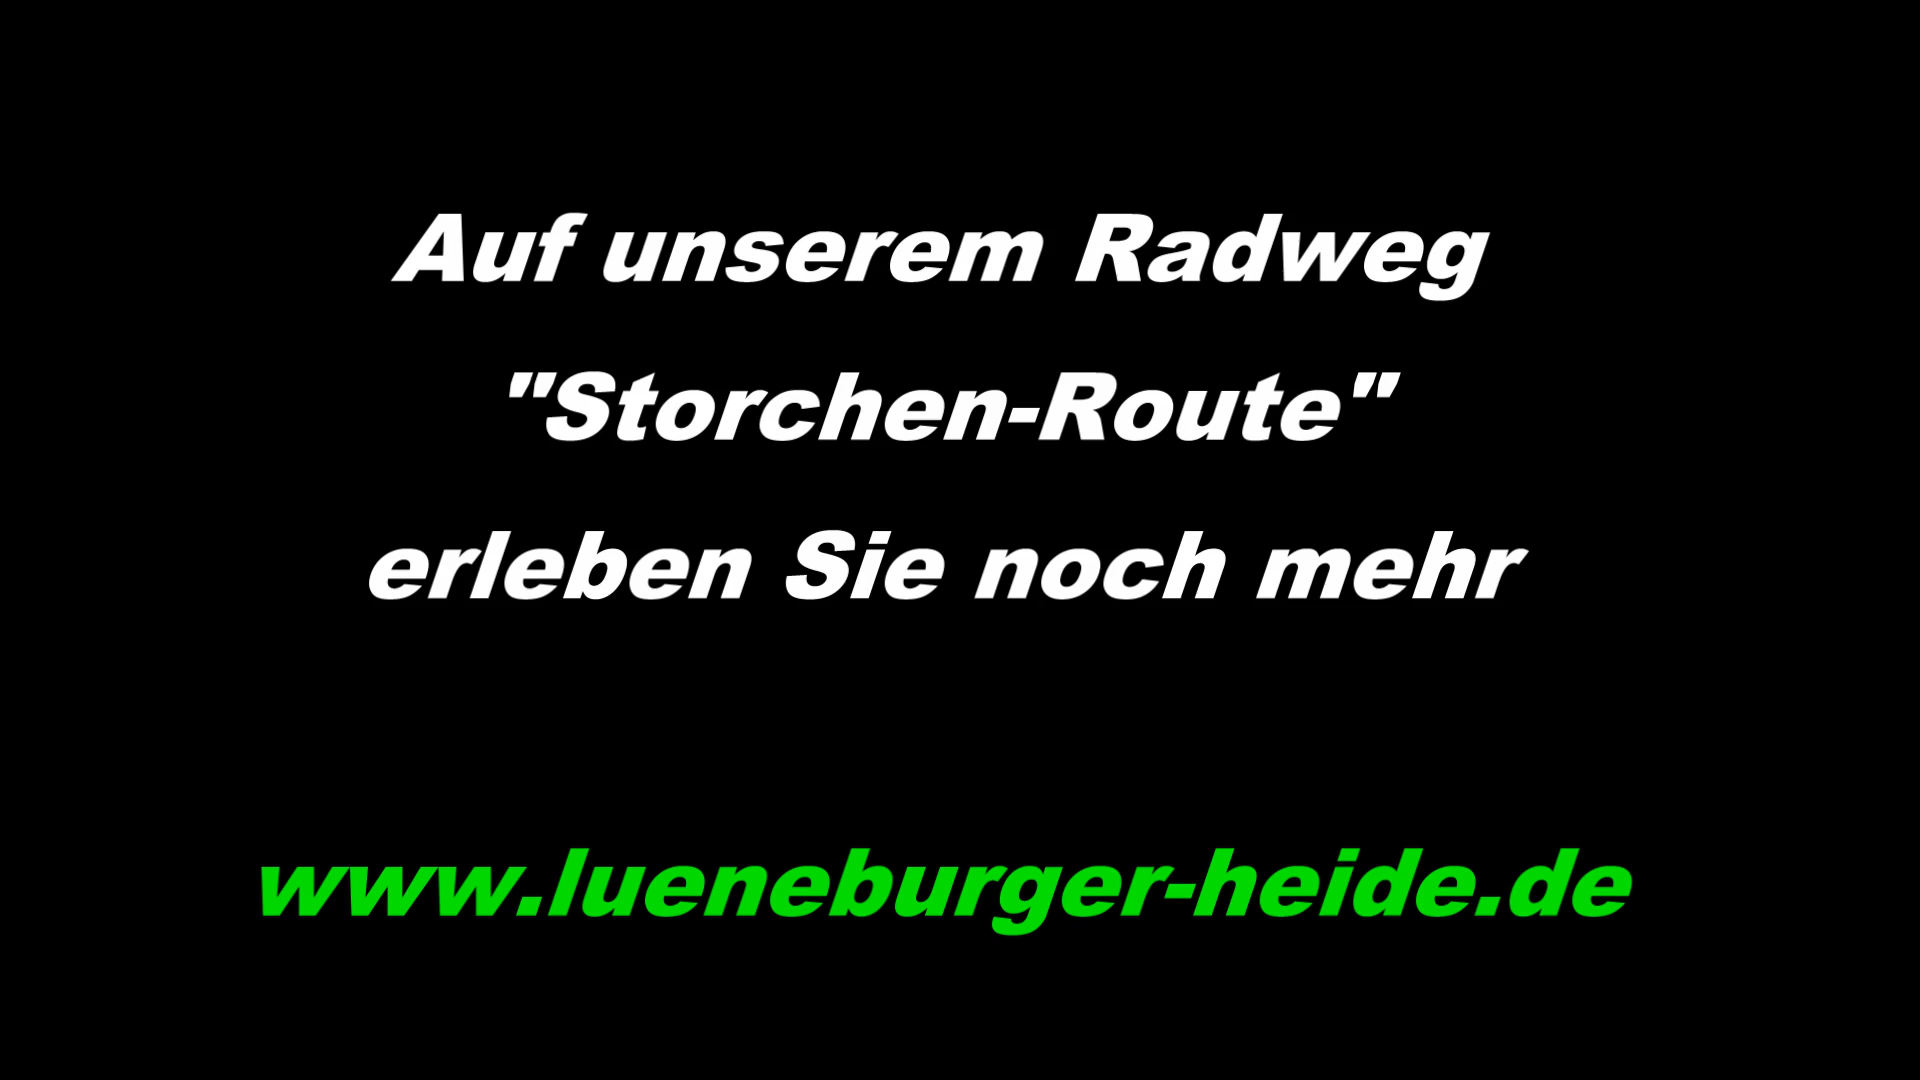 Auf unserem Radweg
"Storchen-Route"
erleben Sie noch mehr
www.lueneburger-heide.de